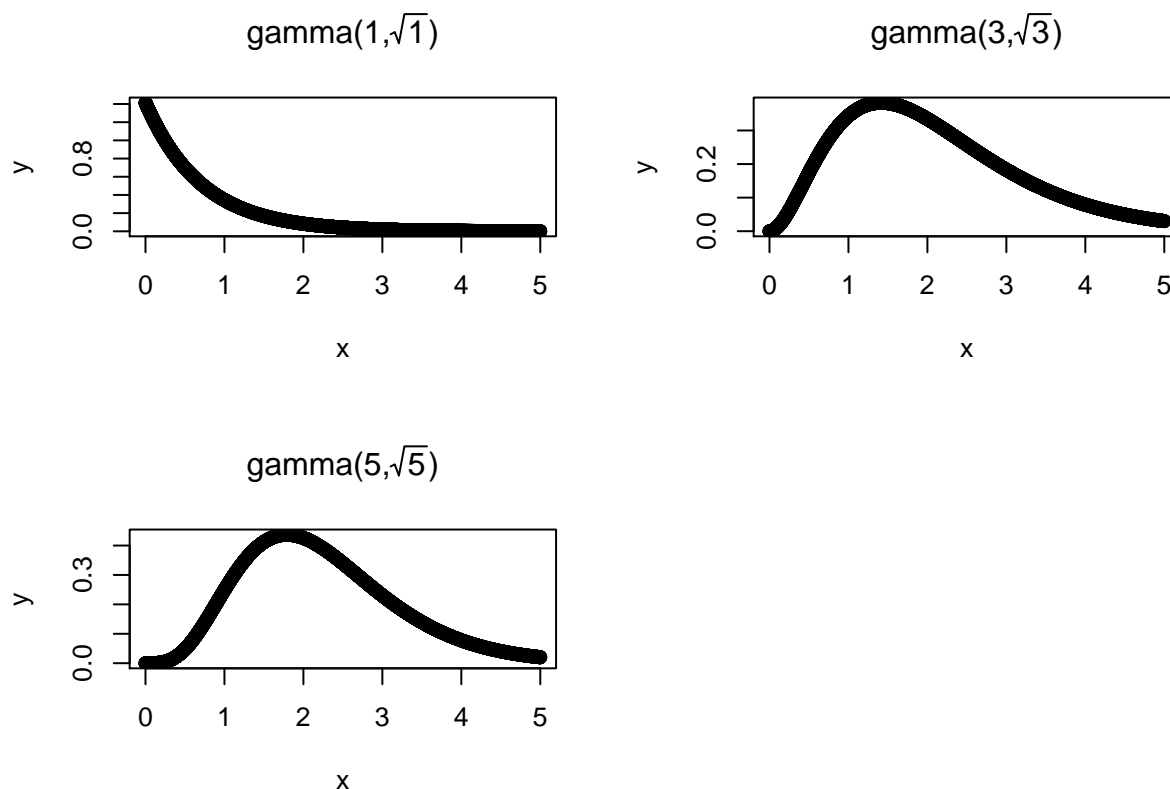 gamma(1,√1)
y
0.0 0.8
0 1 2 3 4 5
x
gamma(3,√3)
y
0.0 0.2
0 1 2 3 4 5
x
gamma(5,√5)
y
0.0 0.3
0 1 2 3 4 5
x